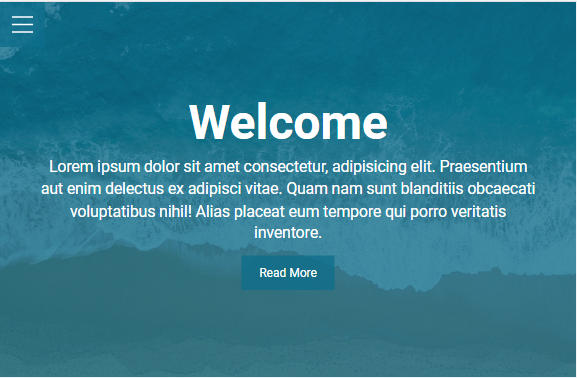 Welcome
Lorem ipsum dolor sit amet consectetur, adipisicing elit. Praesentium
aut enim delectus ex adipisci vitae. Quam nam sunt blanditiis obcaecati
voluptatibus nihil! Alias placeat eum tempore qui porro veritatis
inventore.
Read More